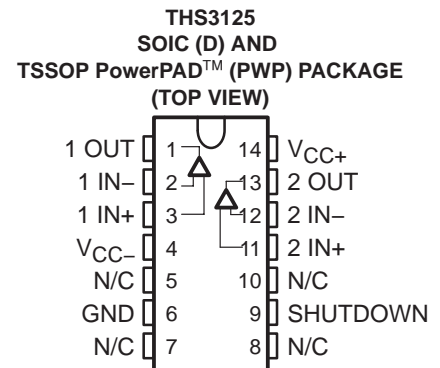 THS3125
SOIC (D) AND
TSSOP PowerPAD™ (PWP) PACKAGE
(TOP VIEW)
1 OUT 1 14 VCC+
1 IN− 2 13 2 OUT
1 IN+ 3 12 2 IN−
VCC− 4 11 2 IN+
N/C 5 10 N/C
GND 6 9 SHUTDOWN
N/C 7 8 N/C